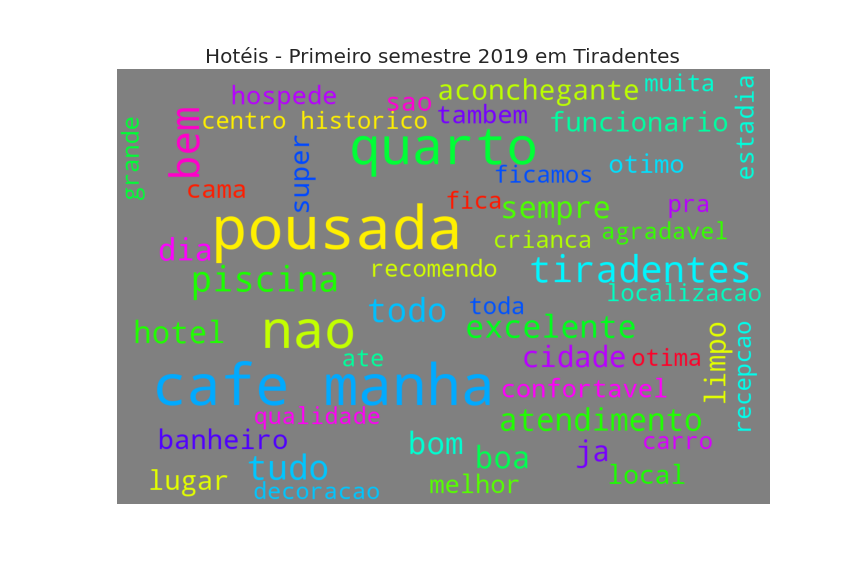 Hotéis - Primeiro semestre 2019 em Tiradentes
muita
aconchegante
hospede
sao
estadia
tambem
centro historico
funcionario
grande
bem
quarto
super
otimo
ficamos
cama
fica
sempre
pra
pousada
agradavel
crianca
dia
recomendo
tiradentes
piscina
localizacao
toda
todo
nao
hotel
excelente
cidade
otima
limpo
recepcao
ate
cafe manha
confortavel
qualidade
atendimento
banheiro
bom
ja
carro
boa
tudo
local
lugar
melhor
decoracao